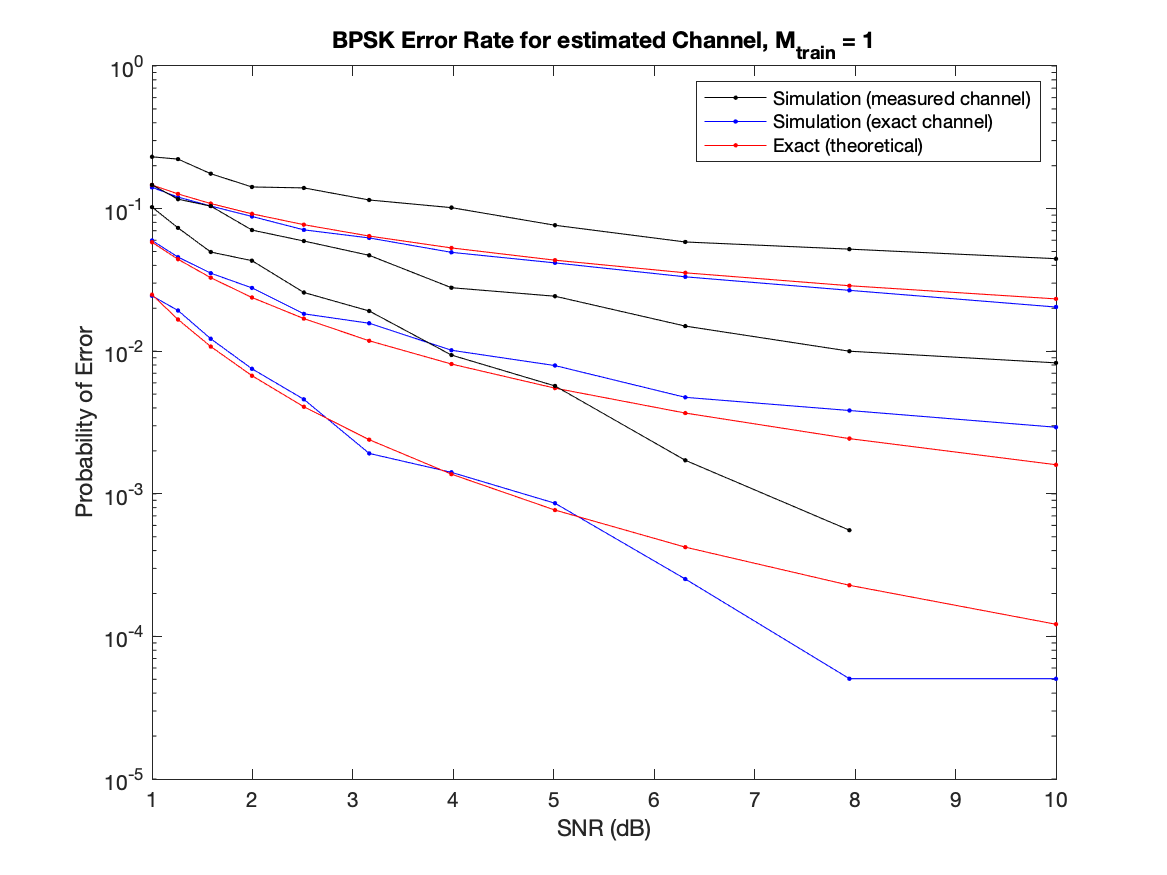 BPSK Error Rate for estimated Channel, M_train = 1
10^0
Simulation (measured channel)
Simulation (exact channel)
Exact (theoretical)
10^-1
10^-2
Probability of Error
10^-3
10^-4
10^-5
1 2 3 4 5 6 7 8 9 10
SNR (dB)